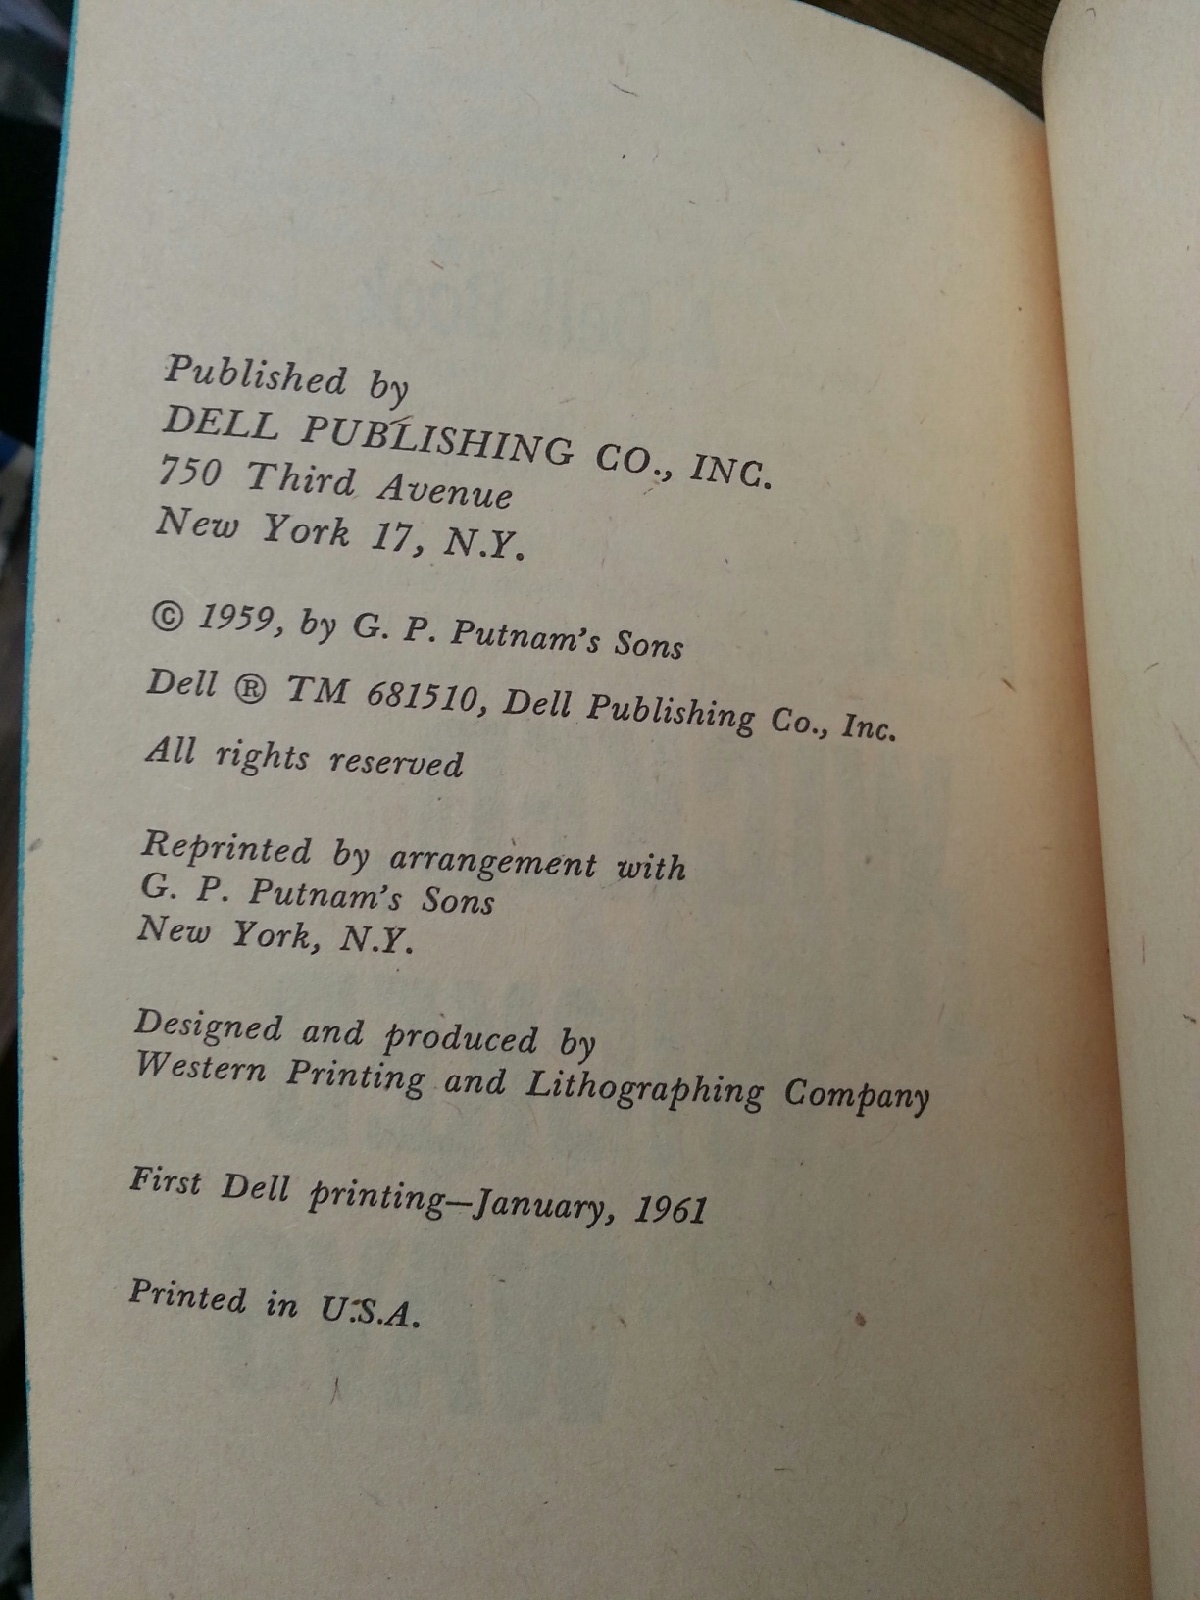 Published by
DELL PUBLISHING CO., INC.
750 Third Avenue
New York 17, N.Y.
© 1959, by G. P. Putnam's Sons
Dell ® TM 681510, Dell Publishing Co., Inc.
All rights reserved
Reprinted by arrangement with
G. P. Putnam's Sons
New York, N.Y.
Designed and produced by
Western Printing and Lithographing Company
First Dell printing—January, 1961
Printed in U.S.A.